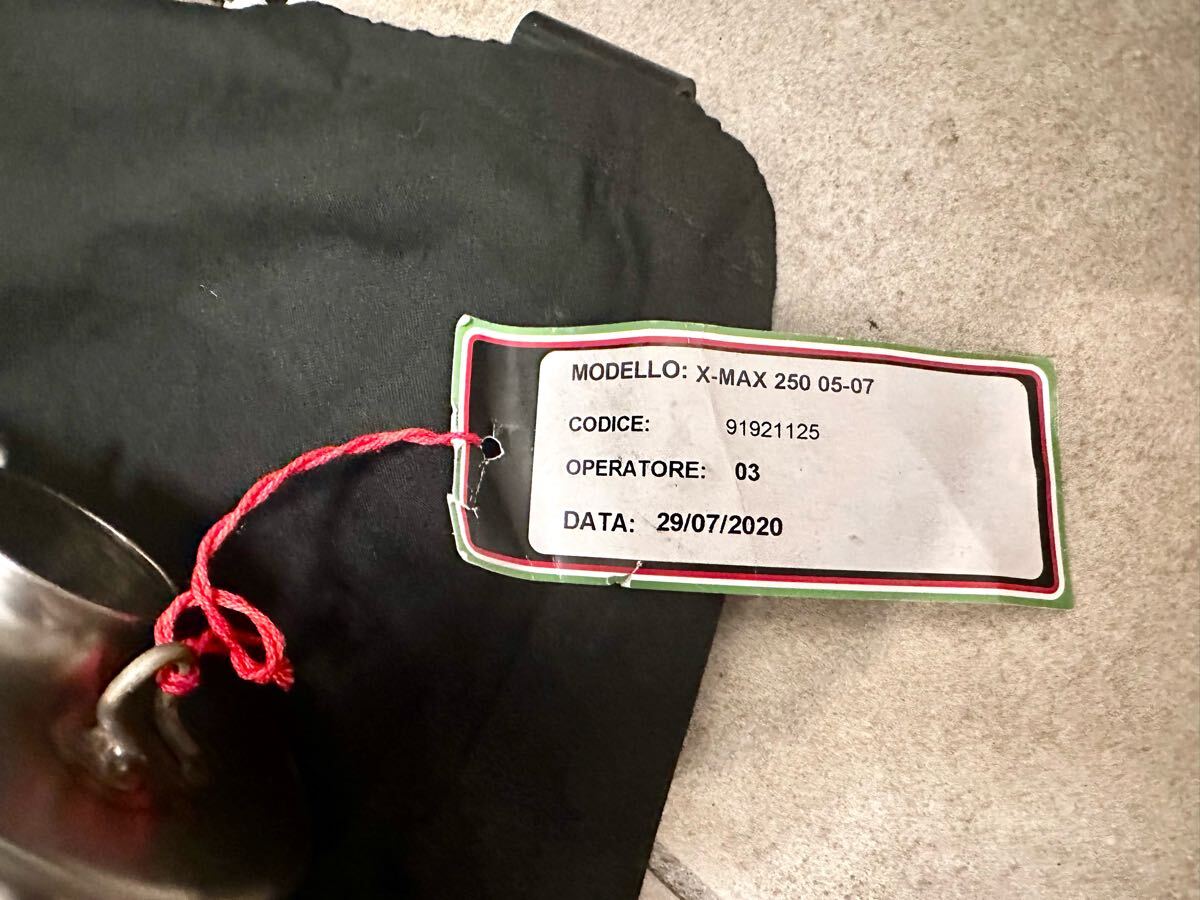 MODELLO: X-MAX 250 05-07
CODICE: 91921125
OPERATORE: 03
DATA: 29/07/2020